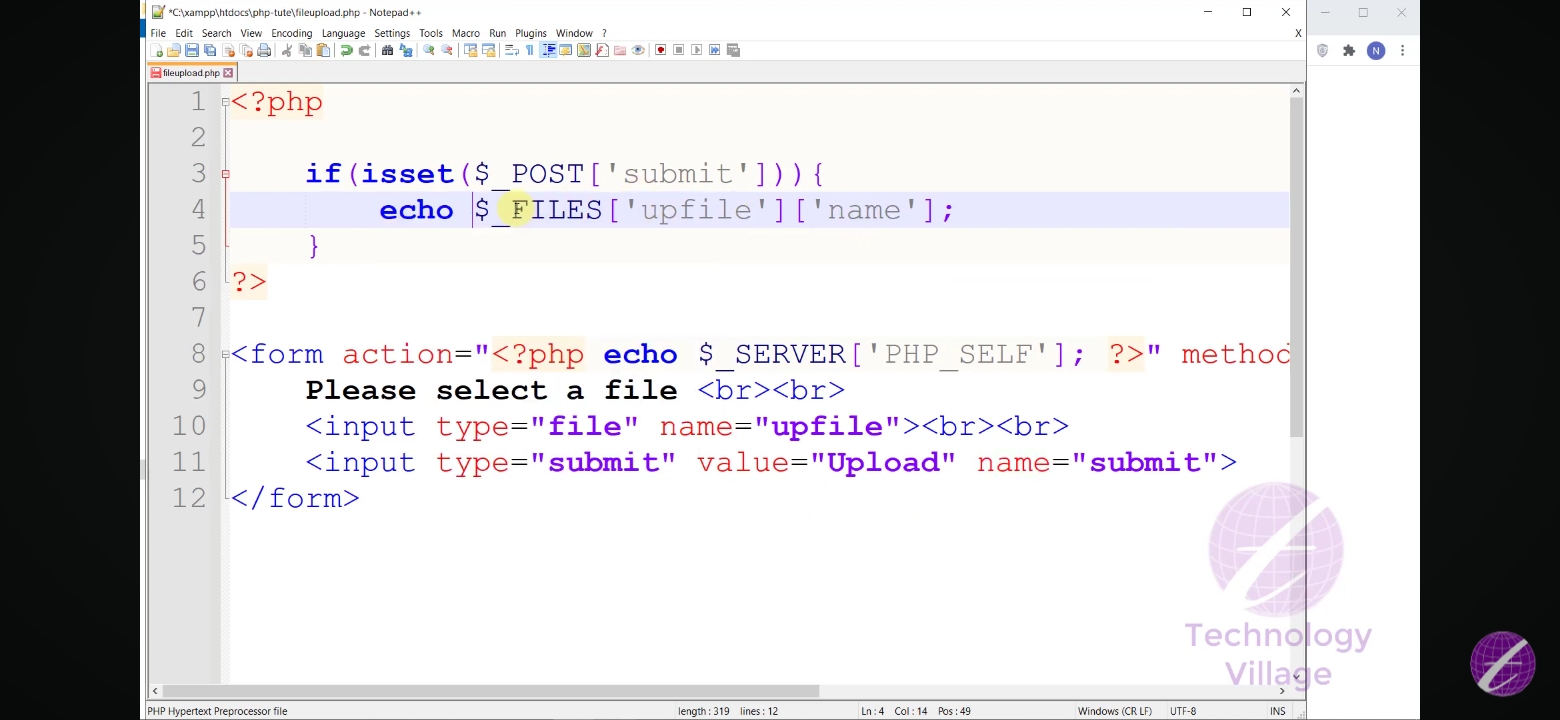 *C:\xampp\htdocs\php-tute\fileupload.php - Notepad++
File Edit Search View Encoding Language Settings Tools Macro Run Plugins Window ? X
fileupload.php
N
1 <?php
2
3 if(isset($_POST['submit'])){
4 echo $_FILES['upfile']['name'];
5 }
6 ?>
7
8 <form action="<?php echo $_SERVER['PHP_SELF']; ?>" method
9 Please select a file <br><br>
10 <input type="file" name="upfile"><br><br>
11 <input type="submit" value="Upload" name="submit">
12 </form>
Technology
Village
PHP Hypertext Preprocessor file length : 319 lines : 12 Ln : 4 Col : 14 Pos : 49 Windows (CR LF) UTF-8 INS